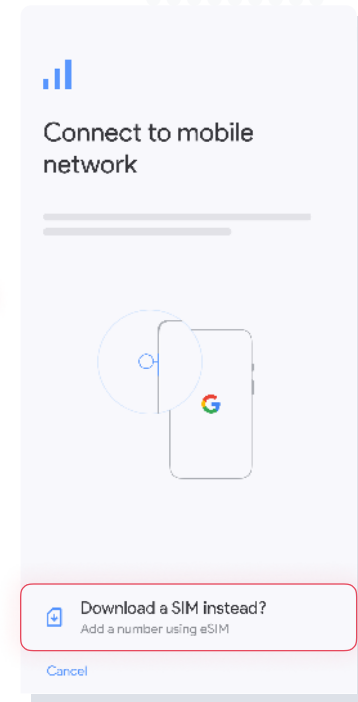 Connect to mobile
network
G
Download a SIM instead?
Add a number using eSIM
Cancel